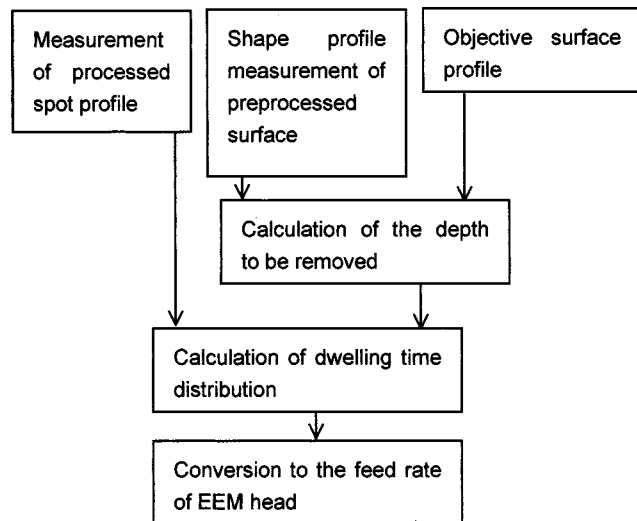 Measurement
of processed
spot profile
Shape profile
measurement of
preprocessed
surface
Objective surface
profile
Calculation of the depth
to be removed
Calculation of dwelling time
distribution
Conversion to the feed rate
of EEM head